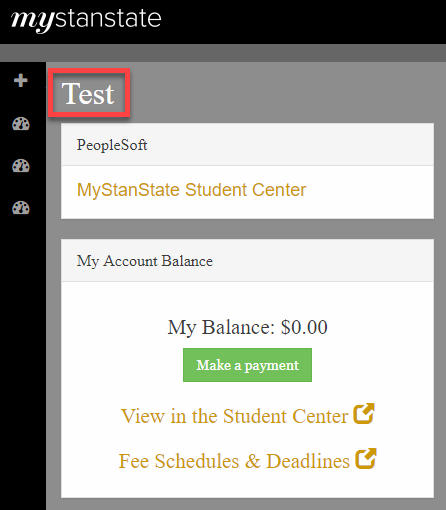 mystanstate
Test
PeopleSoft
MyStanState Student Center
My Account Balance
My Balance: $0.00
Make a payment
View in the Student Center
Fee Schedules & Deadlines